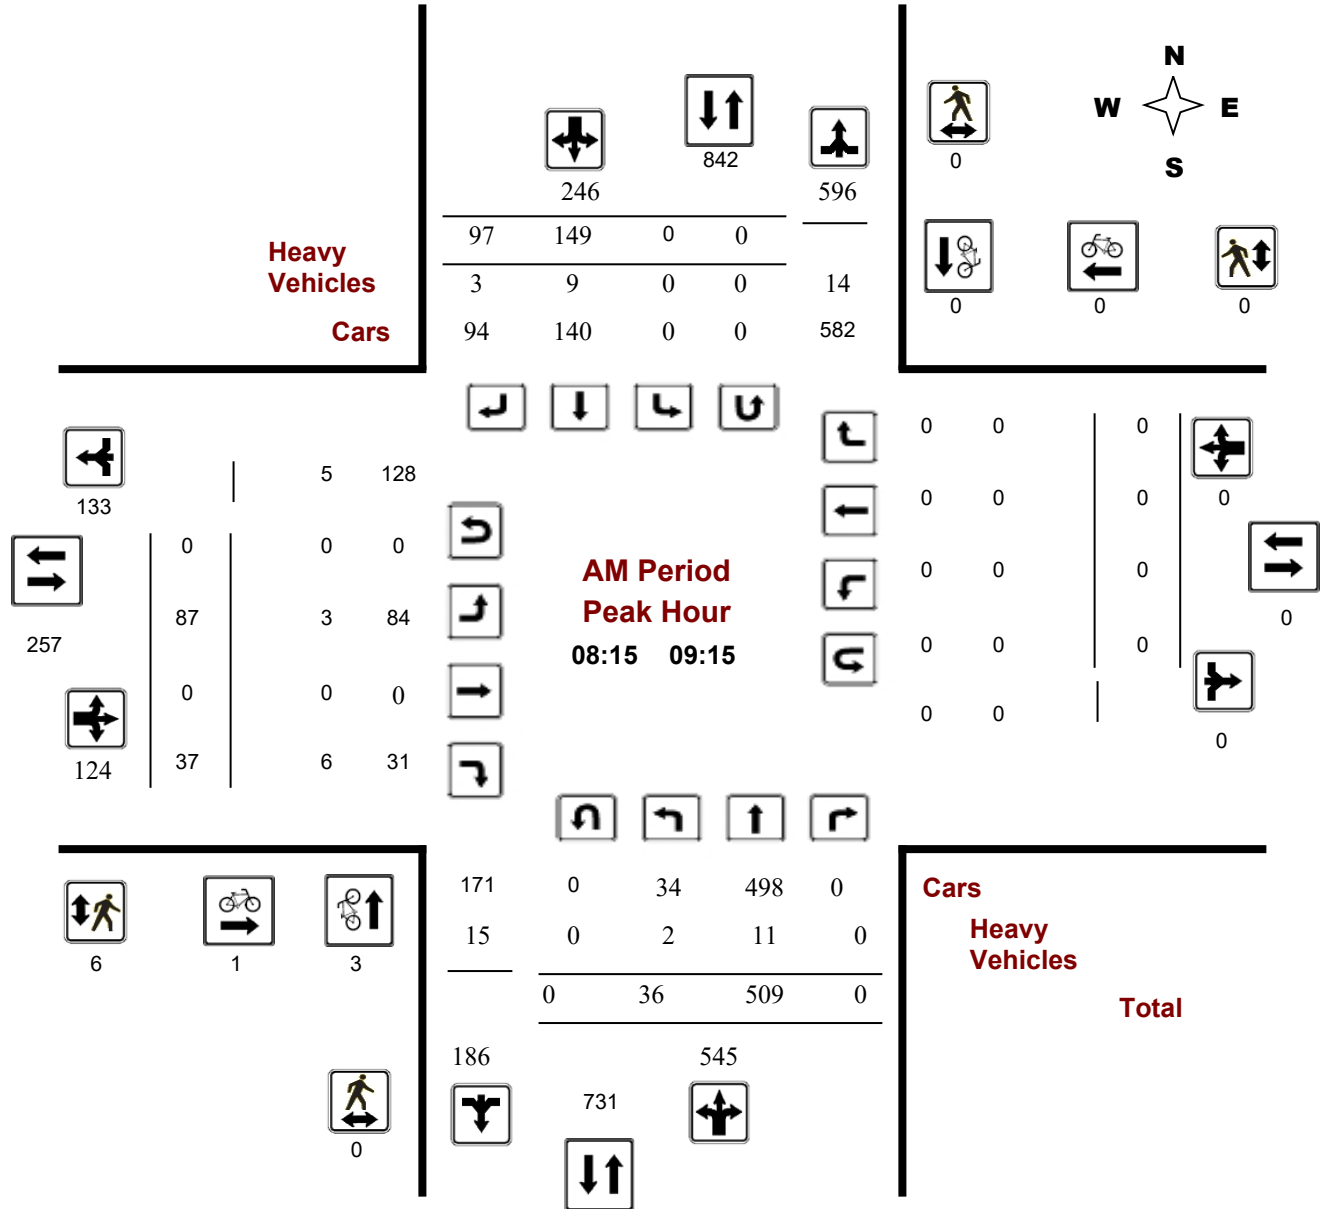 N
W E
S
0
842
246 596
97 149 0 0
Heavy
Vehicles
3 9 0 0 14
Cars 94 140 0 0 582
0 0 0
0 0 0
5 128
133
0 0 0 0
0 0 0
AM Period
0 0 0
Peak Hour
87 3 84
0
257
08:15 09:15
0 0 0
0 0 0
0 0
0
124 37 6 31
171 0 34 498 0
Cars
15 0 2 11 0
Heavy
Vehicles
6 1 3
0 36 509 0
Total
186 545
731
0